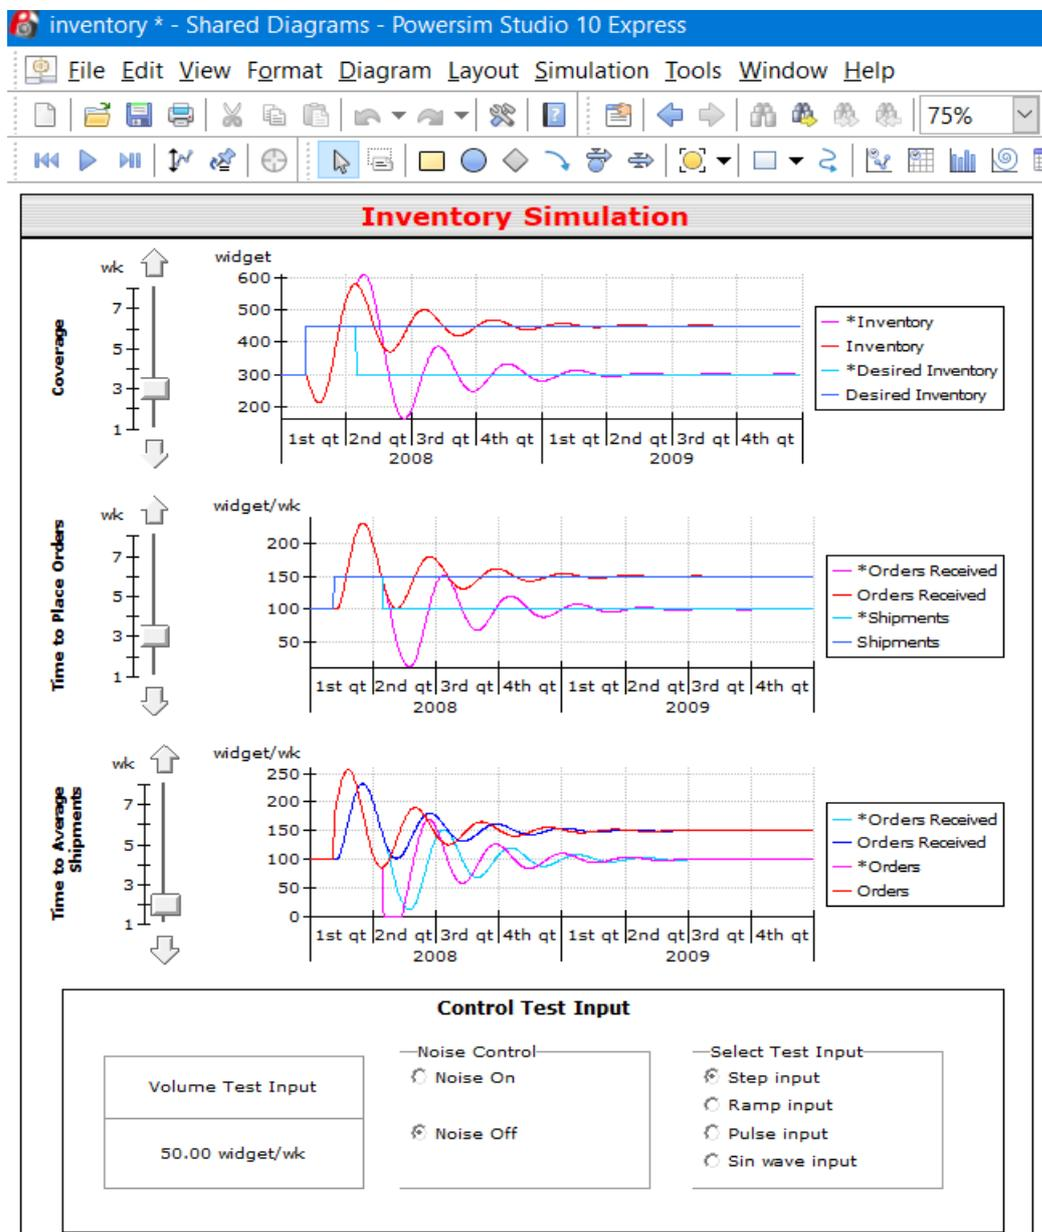 inventory * - Shared Diagrams - Powersim Studio 10 Express
File Edit View Format Diagram Layout Simulation Tools Window Help
75%
Inventory Simulation
Coverage
wk
7
5
3
1
widget
600
500
400
300
200
1st qt 2nd qt 3rd qt 4th qt 1st qt 2nd qt 3rd qt 4th qt
2008 2009
*Inventory
Inventory
*Desired Inventory
Desired Inventory
Time to Place Orders
wk
7
5
3
1
widget/wk
200
150
100
50
1st qt 2nd qt 3rd qt 4th qt 1st qt 2nd qt 3rd qt 4th qt
2008 2009
*Orders Received
Orders Received
*Shipments
Shipments
Time to Average
Shipments
wk
7
5
3
1
widget/wk
250
200
150
100
50
0
1st qt 2nd qt 3rd qt 4th qt 1st qt 2nd qt 3rd qt 4th qt
2008 2009
*Orders Received
Orders Received
*Orders
Orders
Control Test Input
Volume Test Input
50.00 widget/wk
Noise Control
Noise On
Noise Off
Select Test Input
Step input
Ramp input
Pulse input
Sin wave input